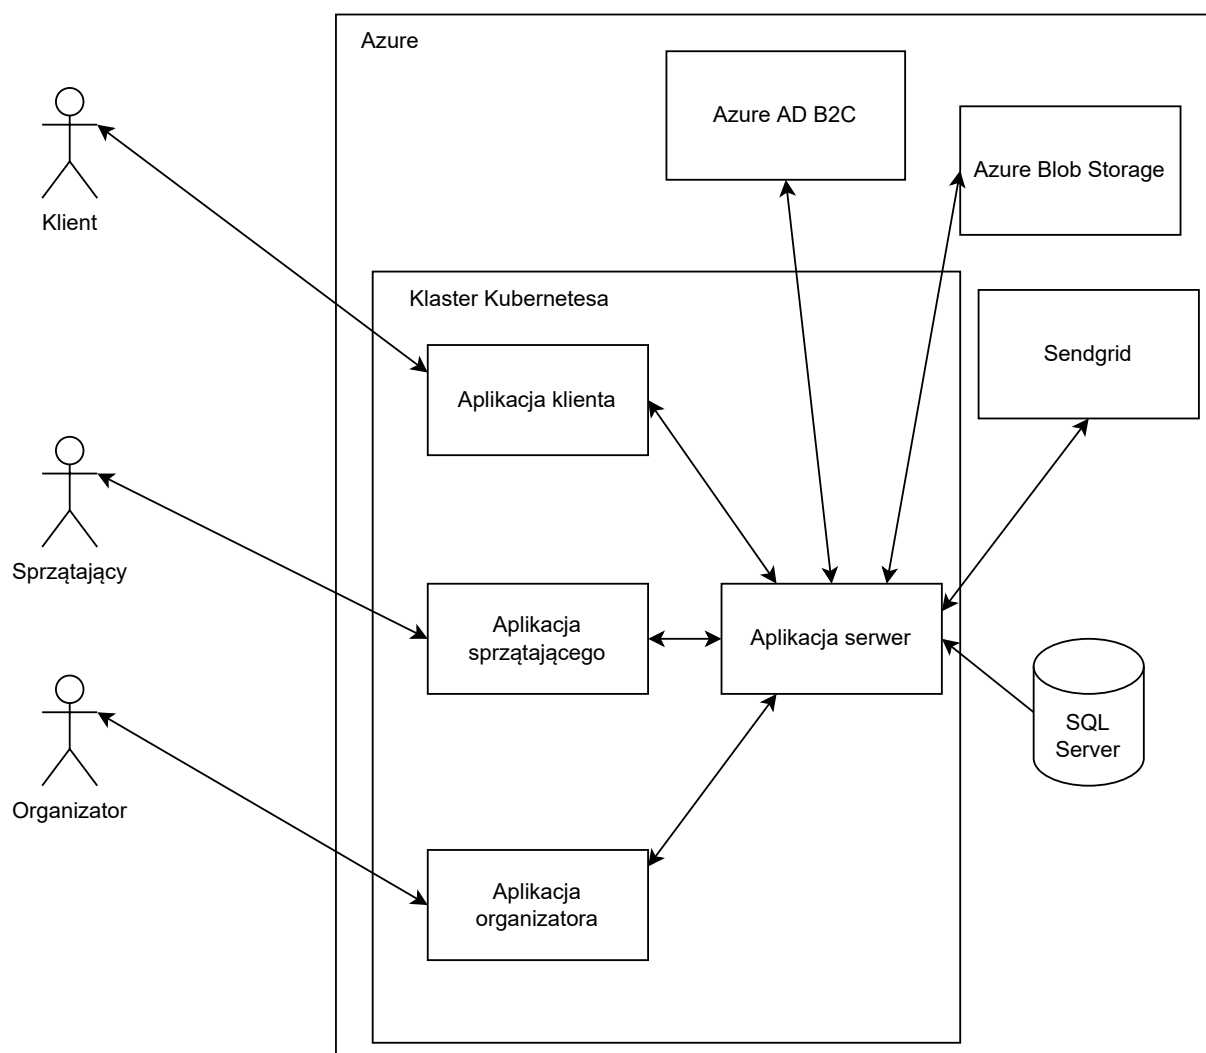 Azure
Azure AD B2C
Azure Blob Storage
Klient
Klaster Kubernetesa
Sendgrid
Aplikacja klienta
Sprzątający
Aplikacja
sprzątającego
Aplikacja serwer
SQL
Server
Organizator
Aplikacja
organizatora